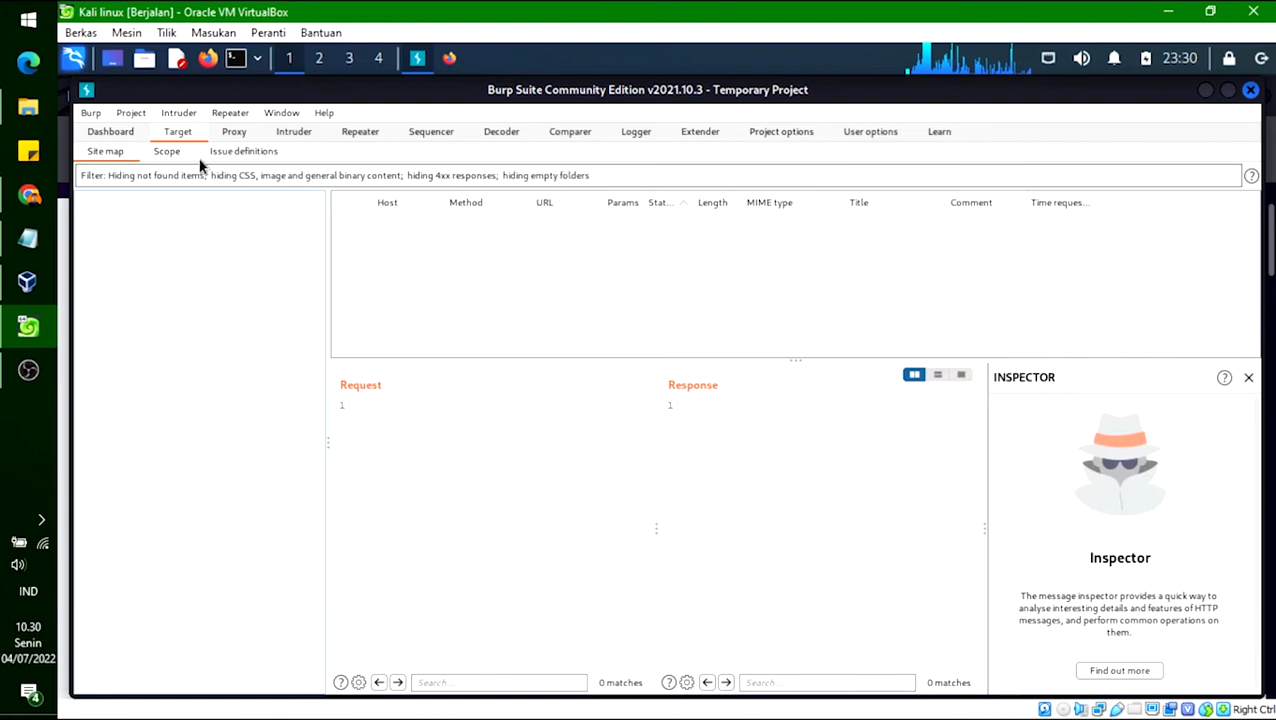 Kali linux [Berjalan] - Oracle VM VirtualBox
Berkas Mesin Tilik Masukan Peranti Bantuan
1 2 3 4 23:30
Burp Suite Community Edition v2021.10.3 - Temporary Project
Burp Project Intruder Repeater Window Help
Dashboard Target Proxy Intruder Repeater Sequencer Decoder Comparer Logger Extender Project options User options Learn
Site map Scope Issue definitions
Filter: Hiding not found items; hiding CSS, image and general binary content; hiding 4xx responses; hiding empty folders
Host Method URL Params Stat... Length MIME type Title Comment Time reques...
Request
1
Response
1
INSPECTOR
Inspector
The message inspector provides a quick way to
analyse interesting details and features of HTTP
messages, and perform common operations on
them.
Find out more
Search... 0 matches
Search... 0 matches
IND
10.30
Senin
04/07/2022
4
Right Ctrl